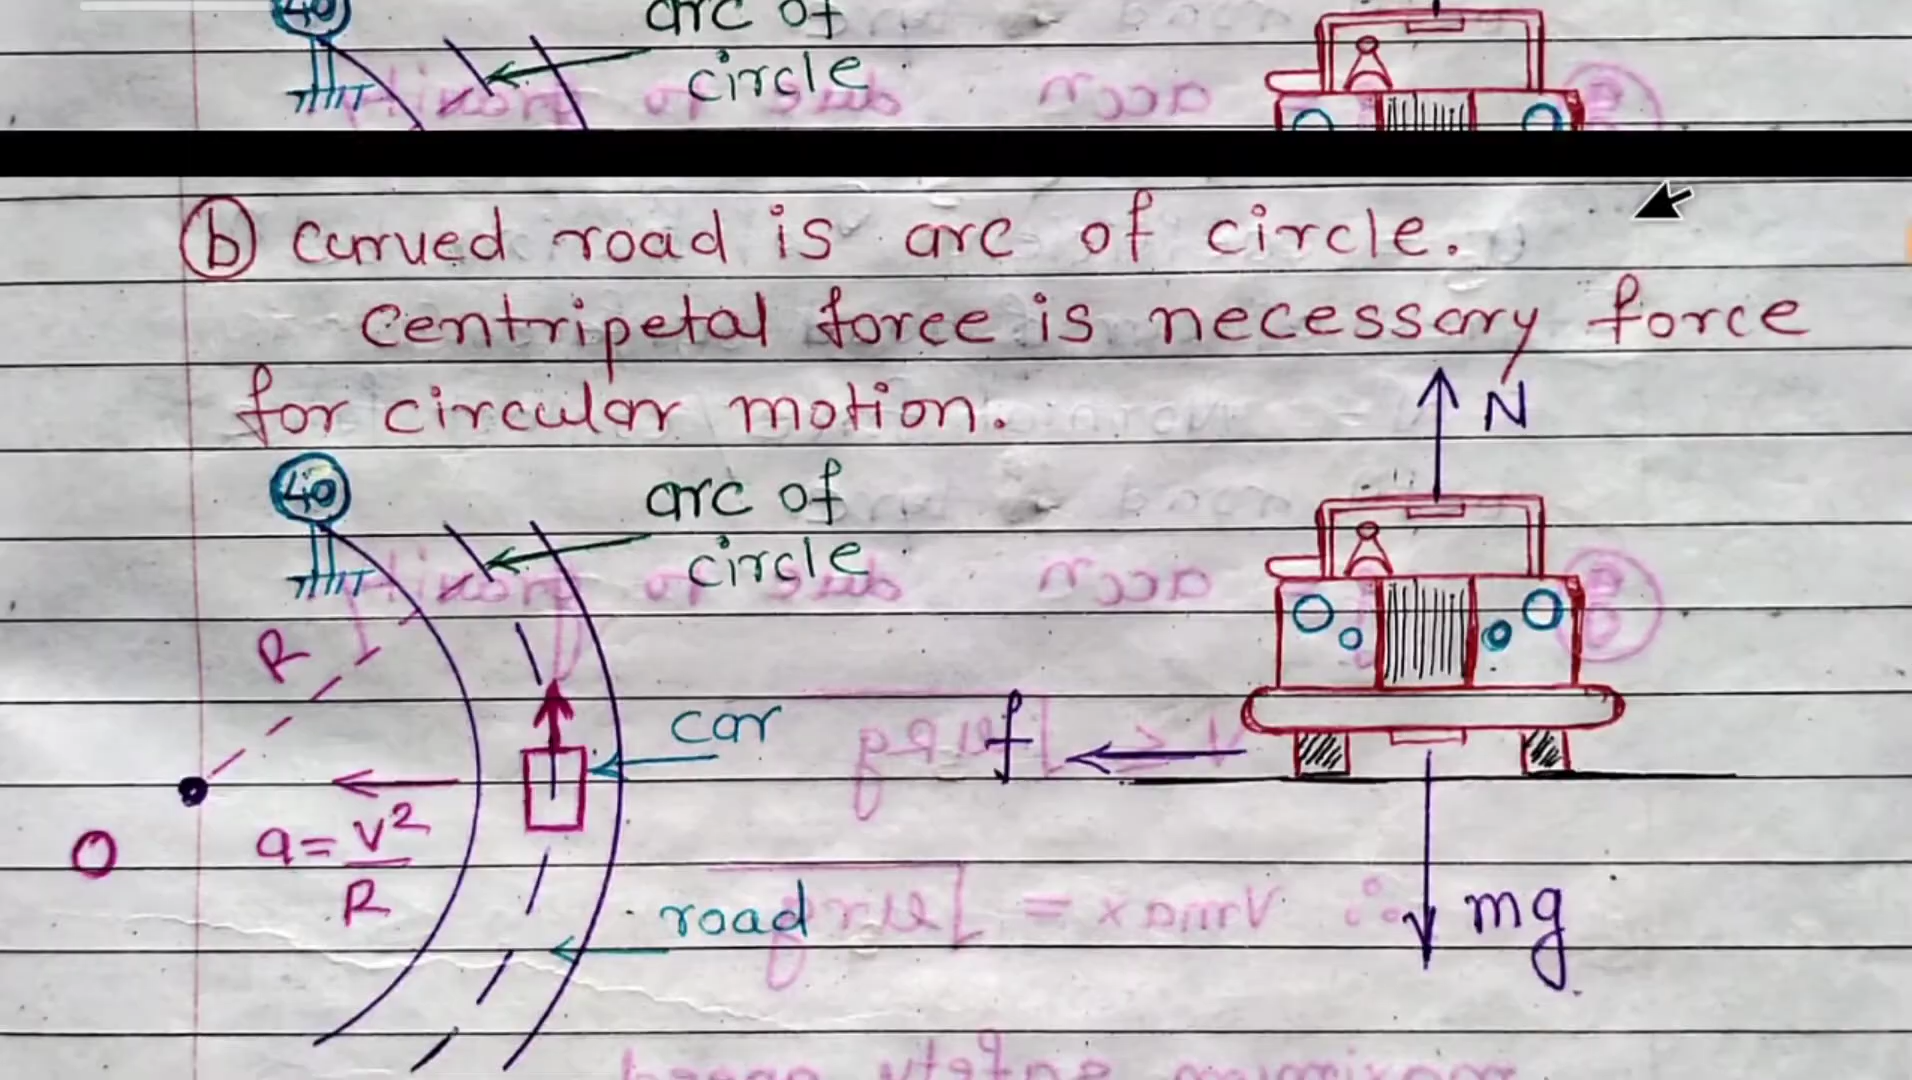 40
arc of
circle
b curved road is arc of circle.
Centripetal force is necessary force
for circular motion.
N
40
arc of
circle
R
car
f
O
a = v²
R
road
mg